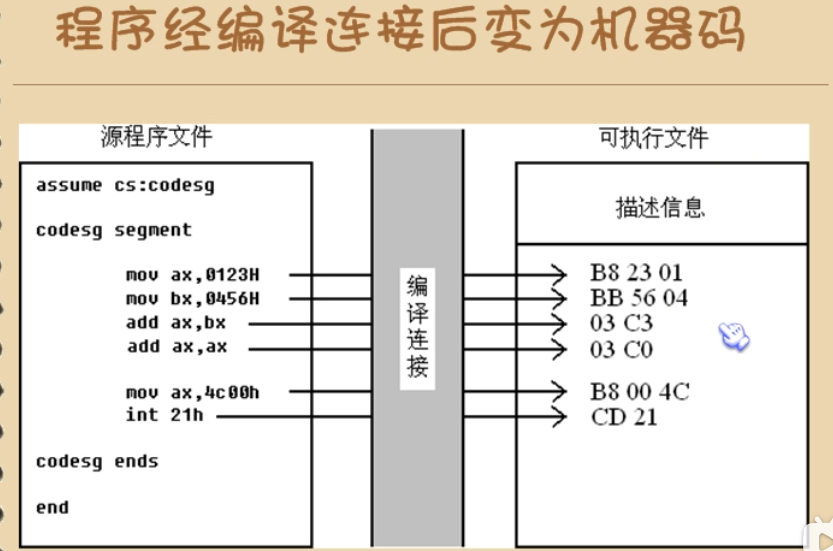 程序经编译连接后变为机器码
源程序文件
assume cs:codesg
codesg segment
mov ax,0123H
mov bx,0456H
add ax,bx
add ax,ax
mov ax,4c00h
int 21h
codesg ends
end
编译连接
可执行文件
描述信息
B8 23 01
BB 56 04
03 C3
03 C0
B8 00 4C
CD 21